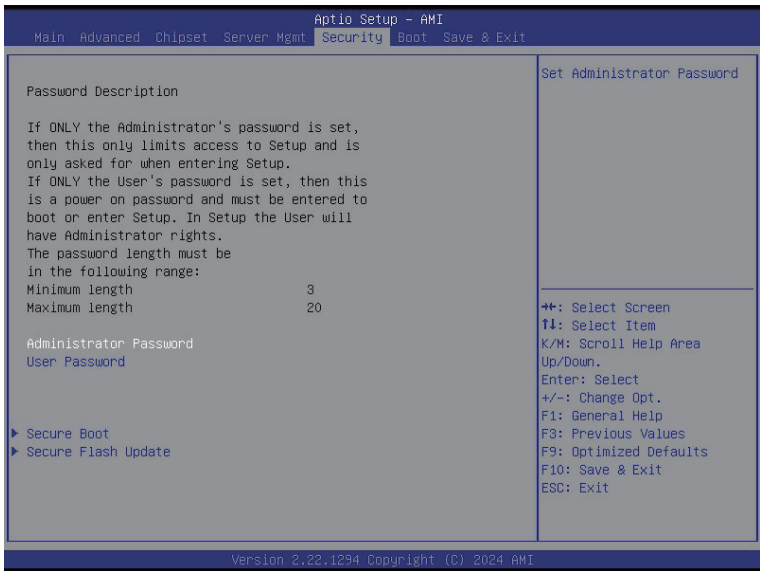 Aptio Setup – AMI
Main Advanced Chipset Server Mgmt Security Boot Save & Exit
Password Description
If ONLY the Administrator's password is set,
then this only limits access to Setup and is
only asked for when entering Setup.
If ONLY the User's password is set, then this
is a power on password and must be entered to
boot or enter Setup. In Setup the User will
have Administrator rights.
The password length must be
in the following range:
Minimum length 3
Maximum length 20
Administrator Password
User Password
▶ Secure Boot
▶ Secure Flash Update
Set Administrator Password
→←: Select Screen
↑↓: Select Item
K/M: Scroll Help Area
Up/Down.
Enter: Select
+/-: Change Opt.
F1: General Help
F3: Previous Values
F9: Optimized Defaults
F10: Save & Exit
ESC: Exit
Version 2.22.1294 Copyright (C) 2024 AMI